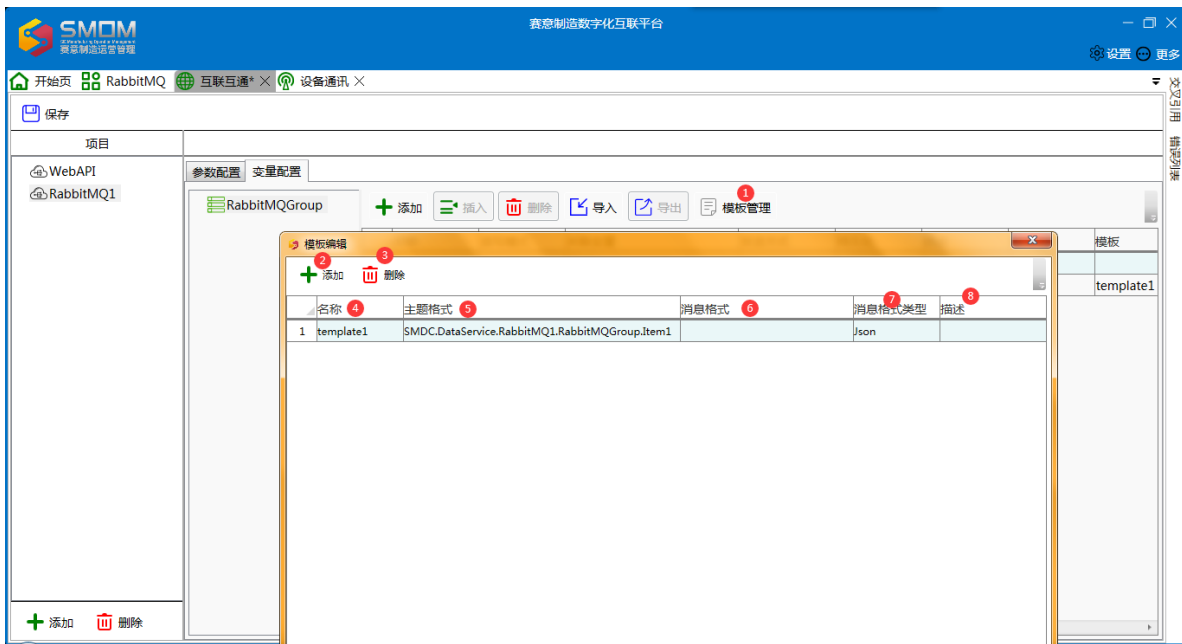 赛意制造数字化互联平台
SMOM
赛意制造运营管理
设置 更多
开始页 RabbitMQ 互联互通* 设备通讯
交叉引用 错误列表
保存
项目
WebAPI
RabbitMQ1
参数配置 变量配置
RabbitMQGroup
添加 插入 删除 导入 导出 模板管理
1
模板
template1
模板编辑
2 3
添加 删除
名称 4 主题格式 5 消息格式 6 消息格式类型 7 描述 8
1 template1 SMDC.DataService.RabbitMQ1.RabbitMQGroup.Item1 Json
添加 删除